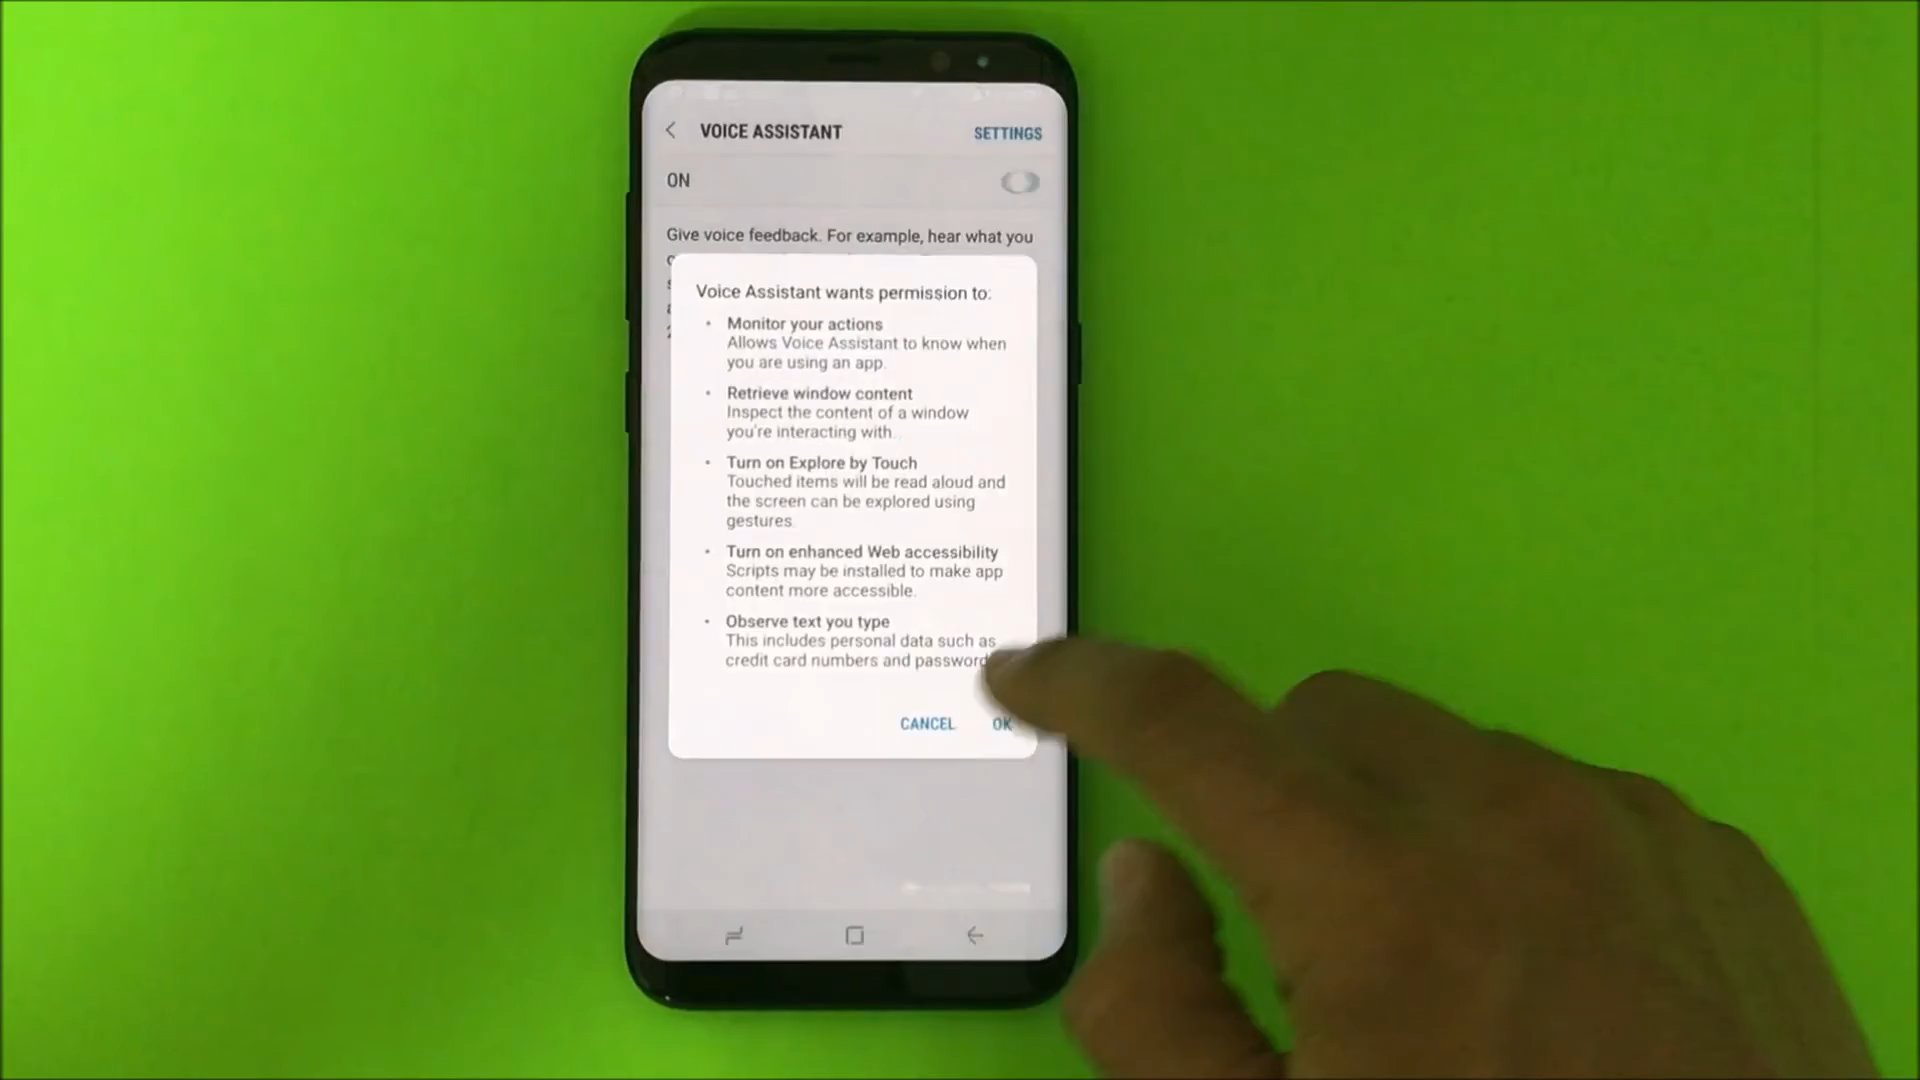 VOICE ASSISTANT
SETTINGS
ON
Give voice feedback. For example, hear what you
Voice Assistant wants permission to:
• Monitor your actions
Allows Voice Assistant to know when
you are using an app.
• Retrieve window content
Inspect the content of a window
you're interacting with.
• Turn on Explore by Touch
Touched items will be read aloud and
the screen can be explored using
gestures.
• Turn on enhanced Web accessibility
Scripts may be installed to make app
content more accessible.
• Observe text you type
This includes personal data such as
credit card numbers and password
CANCEL
OK